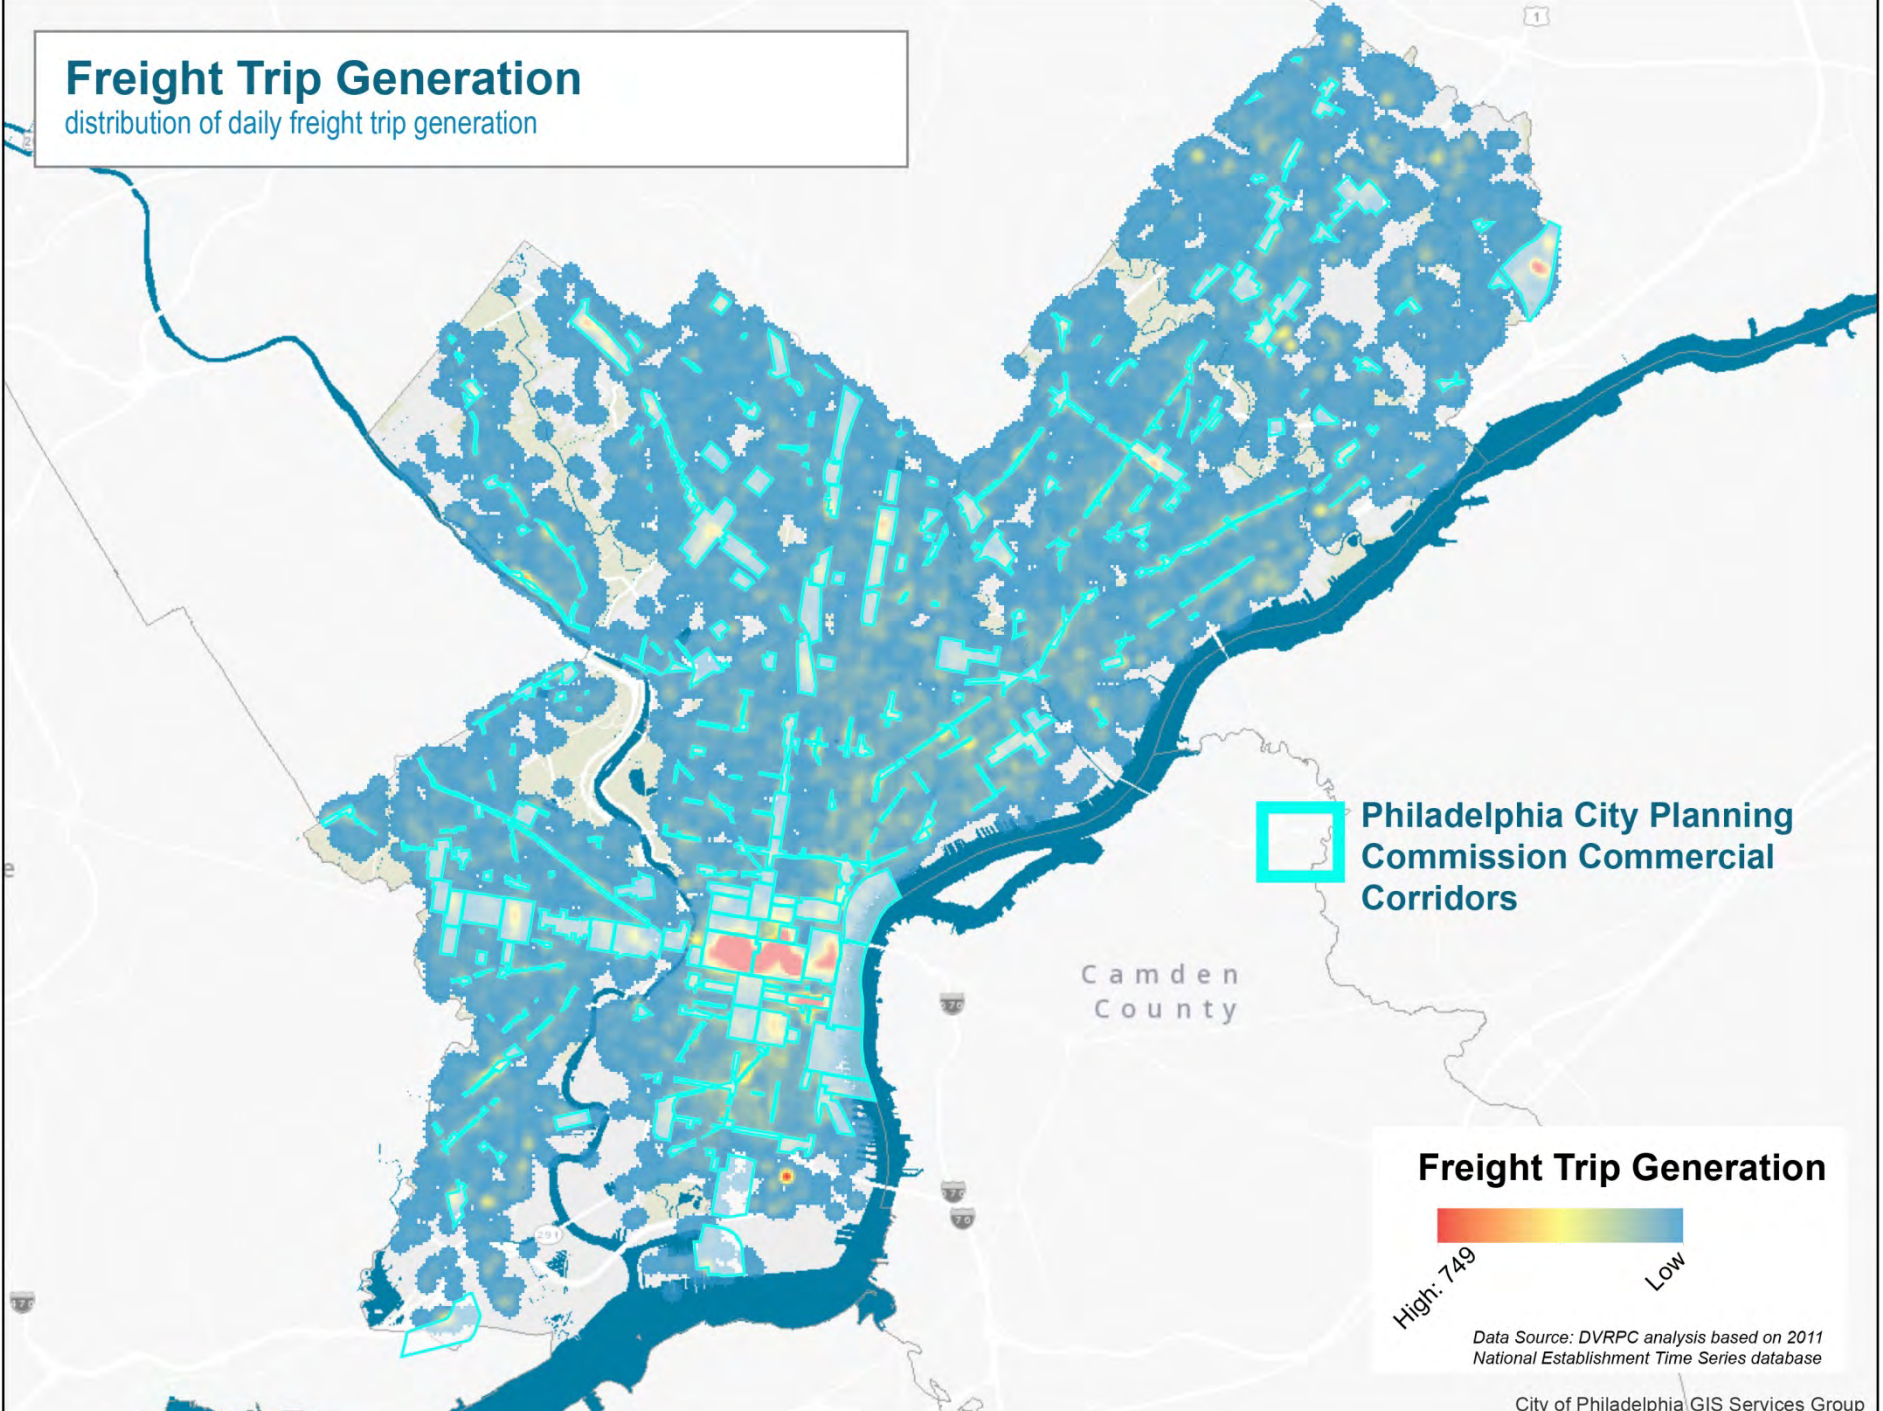 Freight Trip Generation
distribution of daily freight trip generation
1
Philadelphia City Planning
Commission Commercial
Corridors
Camden
County
291
Freight Trip Generation
High: 749
Low
Data Source: DVRPC analysis based on 2011
National Establishment Time Series database
City of Philadelphia GIS Services Group